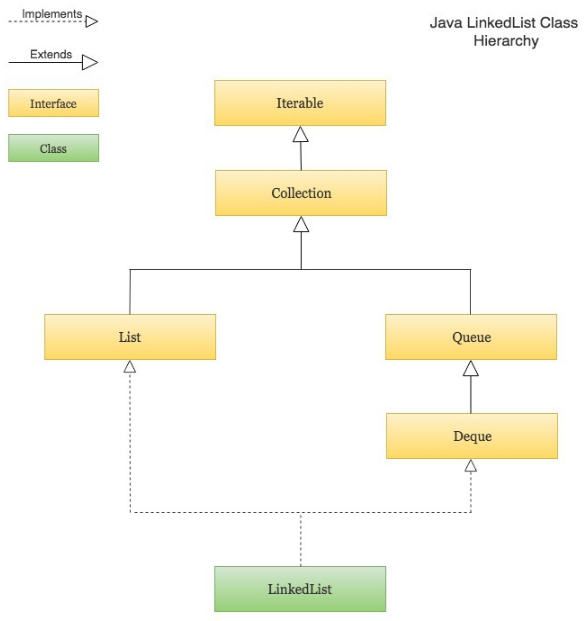 Implements
Java LinkedList Class
Hierarchy
Extends
Interface
Class
Iterable
Collection
List
Queue
Deque
LinkedList